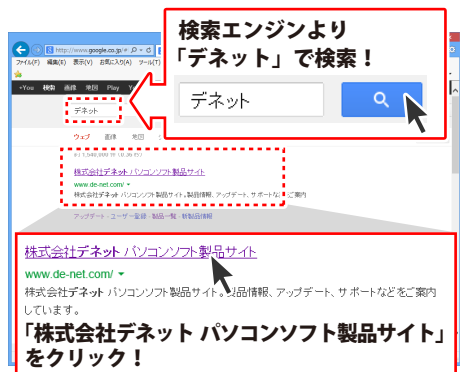 検索エンジンより
「デネット」で検索！
デネット
http://www.google.co.jp/#
ファイル(F) 編集(E) 表示(V) お気に入り(A) ツール(T)
+You 検索 画像 地図 Play
デネット
ウェブ 画像 地図
株式会社デネット パソコンソフト製品サイト
www.de-net.com/
株式会社デネット パソコンソフト製品サイト。製品情報、アップデート、サポートなどをご案内
アップデート - ユーザー登録 - 製品一覧 - 新製品情報
株式会社デネット パソコンソフト製品サイト
www.de-net.com/
株式会社デネット パソコンソフト製品サイト。製品情報、アップデート、サポートなどをご案内
しています。
「株式会社デネット パソコンソフト製品サイト」
をクリック！